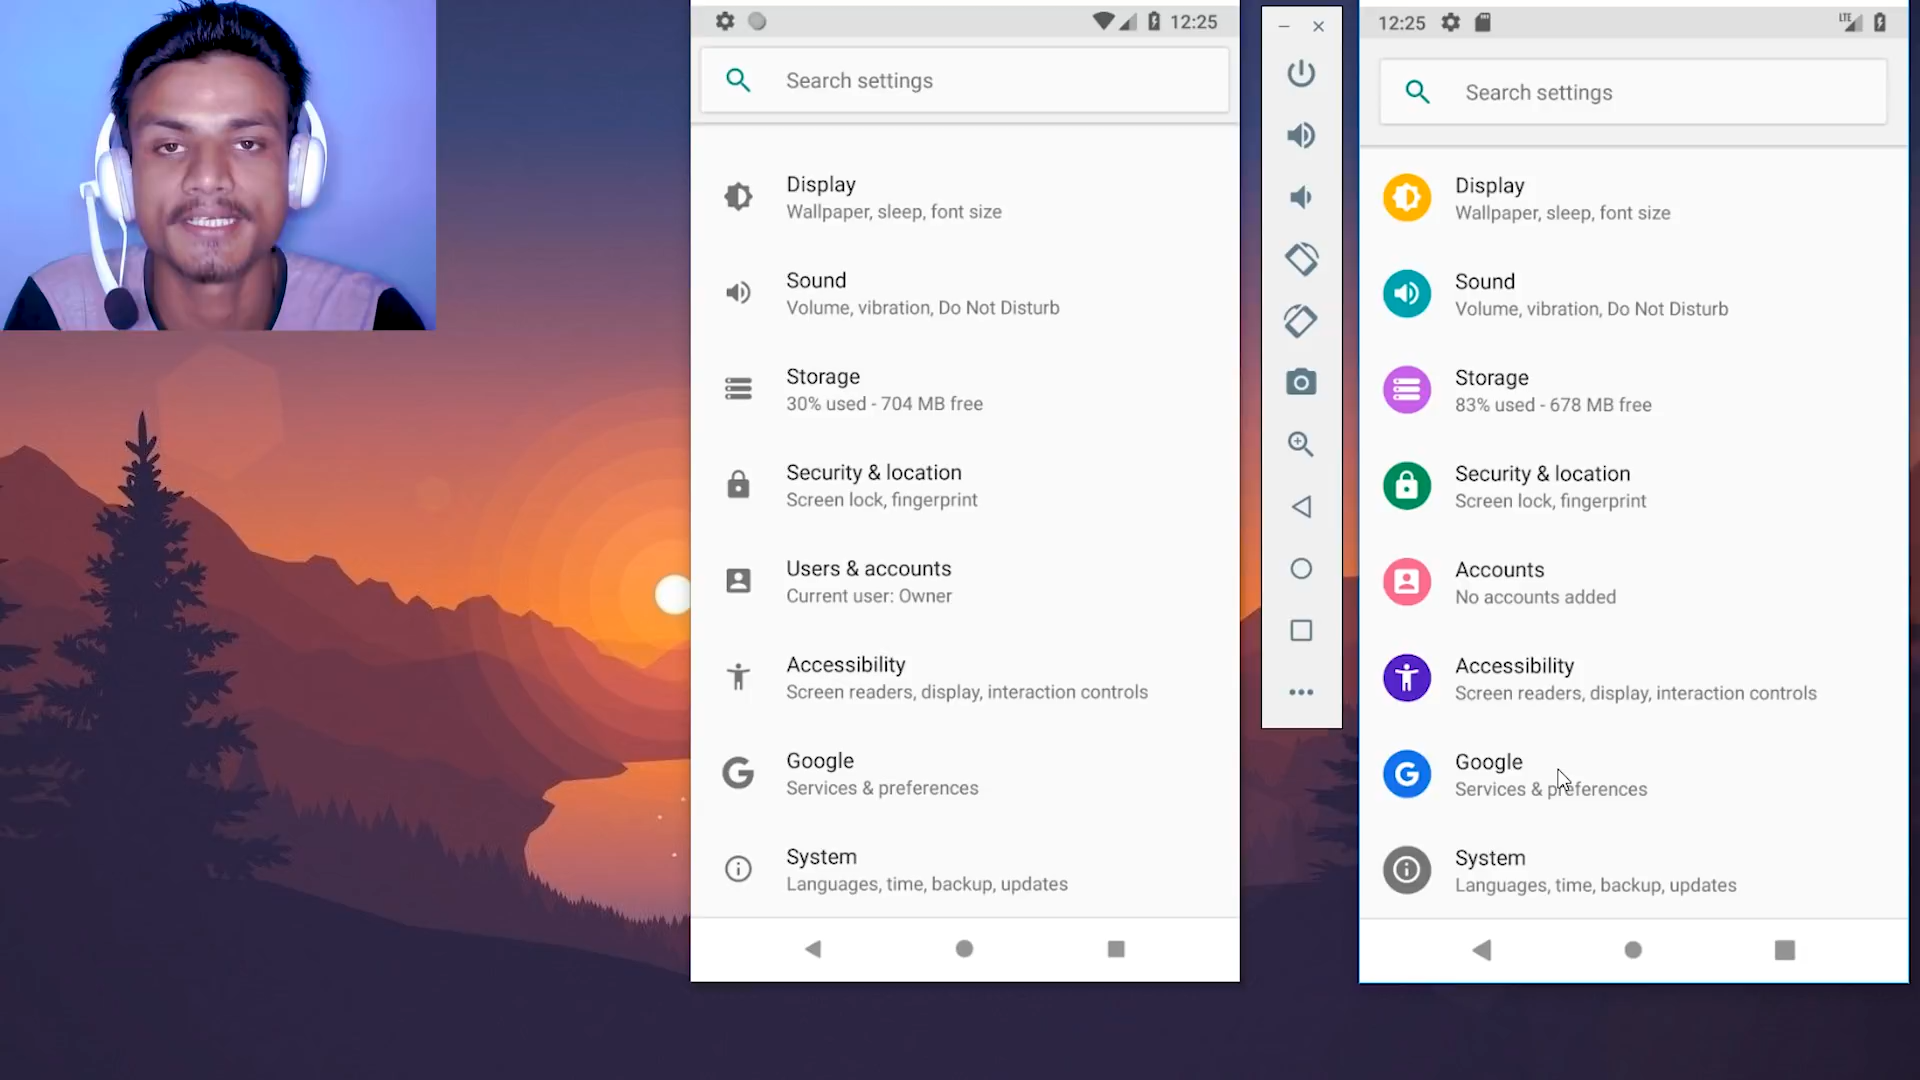 12:25
Search settings
Display
Wallpaper, sleep, font size
Sound
Volume, vibration, Do Not Disturb
Storage
30% used - 704 MB free
Security & location
Screen lock, fingerprint
Users & accounts
Current user: Owner
Accessibility
Screen readers, display, interaction controls
Google
Services & preferences
System
Languages, time, backup, updates
12:25
LTE
Search settings
Display
Wallpaper, sleep, font size
Sound
Volume, vibration, Do Not Disturb
Storage
83% used - 678 MB free
Security & location
Screen lock, fingerprint
Accounts
No accounts added
Accessibility
Screen readers, display, interaction controls
Google
Services & preferences
System
Languages, time, backup, updates